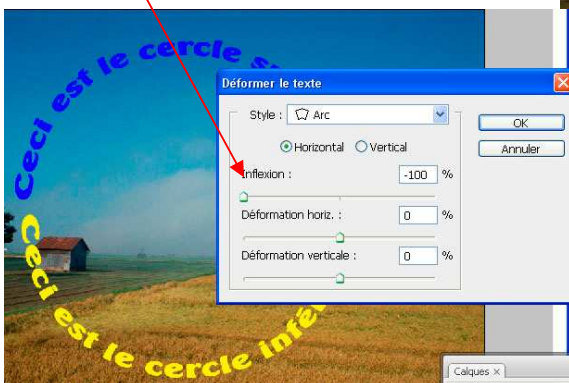 Ceci est le cercle
Déformer le texte
Style : Arc
OK
Horizontal Vertical
Annuler
Inflexion : -100 %
Déformation horiz. : 0 %
Déformation verticale : 0 %
Ceci est le cercle
Calques ×